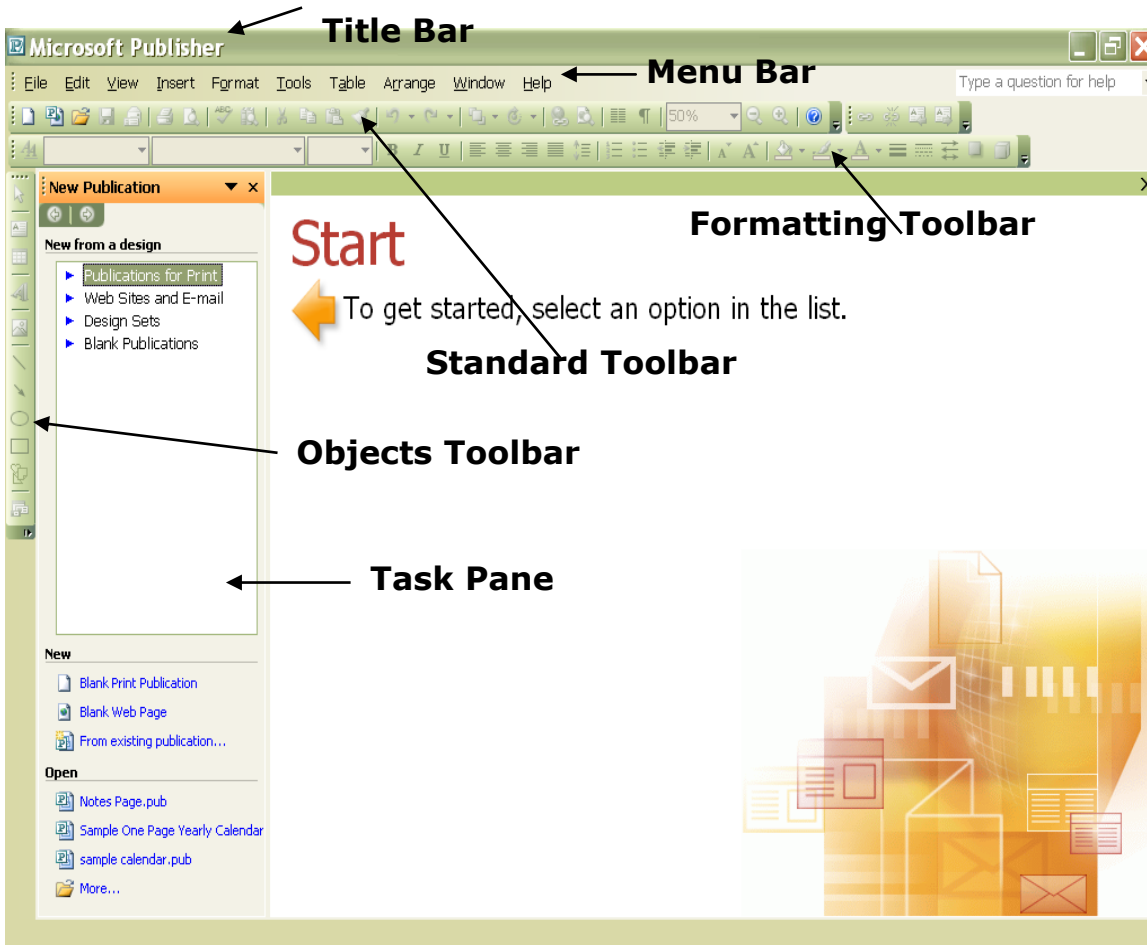 Title Bar
Microsoft Publisher
File Edit View Insert Format Tools Table Arrange Window Help
Menu Bar
Type a question for help
50%
B I U
New Publication
Formatting Toolbar
New from a design
Start
Publications for Print
Web Sites and E-mail
To get started, select an option in the list.
Design Sets
Blank Publications
Standard Toolbar
Objects Toolbar
Task Pane
New
Blank Print Publication
Blank Web Page
From existing publication...
Open
Notes Page.pub
Sample One Page Yearly Calendar
sample calendar.pub
More...